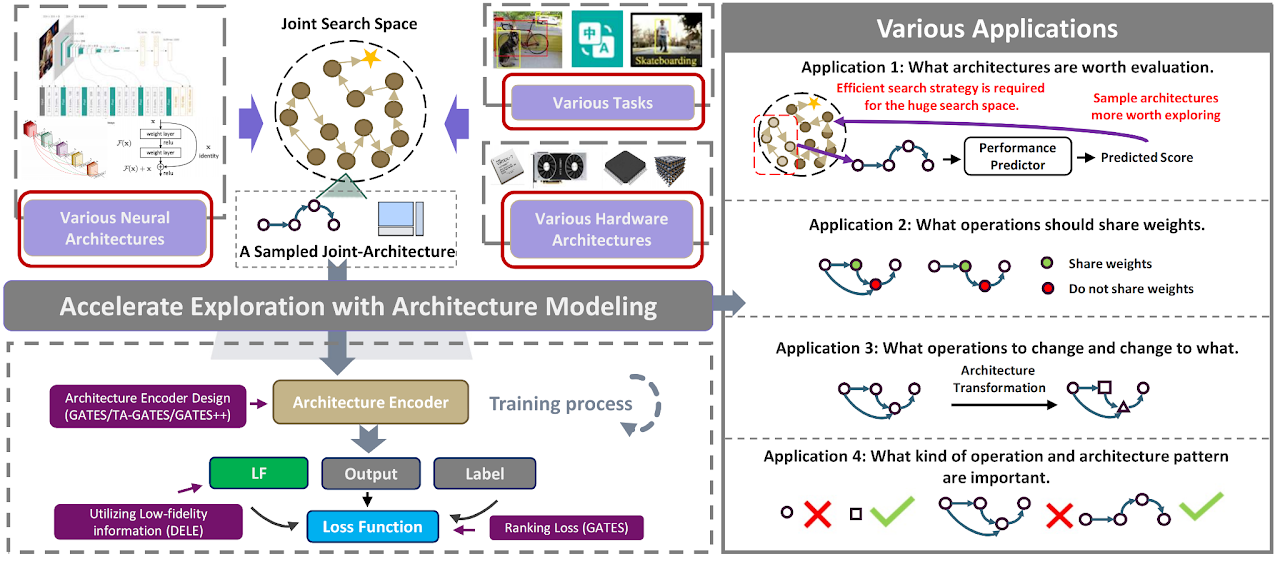 Joint Search Space
weight layer
relu
weight layer
F(x)
x
x
identity
F(x) + x
relu
Various Neural
Architectures
A Sampled Joint-Architecture
中
A
Skateboarding
Various Tasks
Various Hardware
Architectures
Accelerate Exploration with Architecture Modeling
Architecture Encoder Design
(GATES/TA-GATES/GATES++)
Architecture Encoder
Training process
LF
Output
Label
Utilizing Low-fidelity
information (DELE)
Loss Function
Ranking Loss (GATES)
Various Applications
Application 1: What architectures are worth evaluation.
Efficient search strategy is required
for the huge search space.
Sample architectures
more worth exploring
Performance
Predictor
Predicted Score
Application 2: What operations should share weights.
Share weights
Do not share weights
Application 3: What operations to change and change to what.
Architecture
Transformation
Application 4: What kind of operation and architecture pattern
are important.